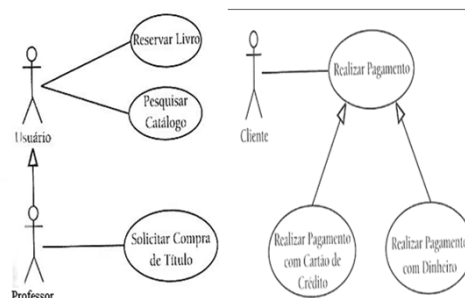 Reservar Livro
Pesquisar
Catálogo
Usuário
Solicitar Compra
de Título
Professor
Realizar Pagamento
Cliente
Realizar Pagamento
com Cartão de
Crédito
Realizar Pagamento
com Dinheiro